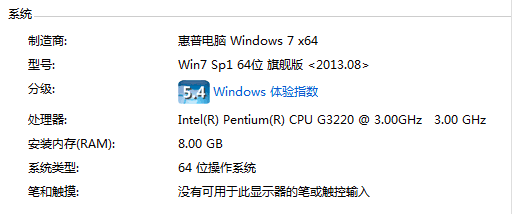 系统
制造商: 惠普电脑 Windows 7 x64
型号: Win7 Sp1 64位 旗舰版 <2013.08>
分级: 5.4 Windows 体验指数
处理器: Intel(R) Pentium(R) CPU G3220 @ 3.00GHz 3.00 GHz
安装内存(RAM): 8.00 GB
系统类型: 64 位操作系统
笔和触摸: 没有可用于此显示器的笔或触控输入